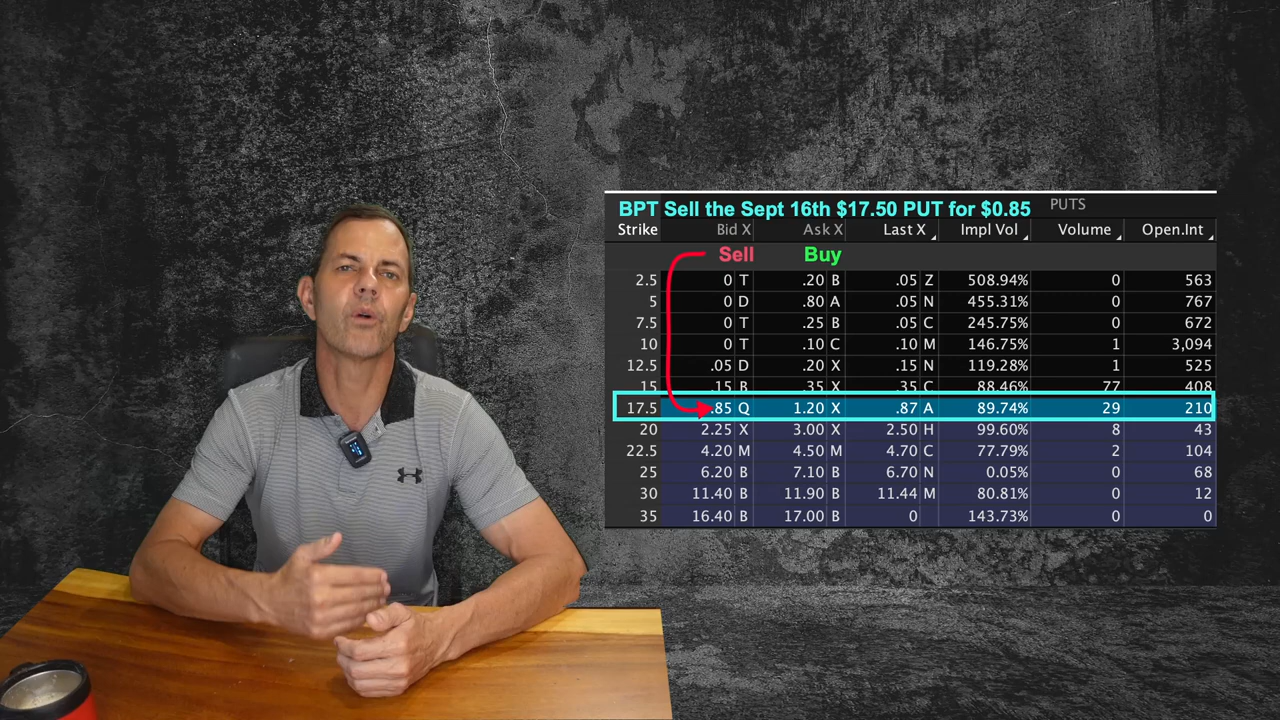 BPT Sell the Sept 16th $17.50 PUT for $0.85 PUTS
Strike Bid X Ask X Last X Impl Vol Volume Open.Int
Sell Buy
2.5 0 T .20 B .05 Z 508.94% 0 563
5 0 D .80 A .05 N 455.31% 0 767
7.5 0 T .25 B .05 C 245.75% 0 672
10 0 T .10 C .10 M 146.75% 1 3,094
12.5 .05 D .20 X .15 N 119.28% 1 525
15 .15 B .35 X .35 C 88.46% 77 408
17.5 .85 Q 1.20 X .87 A 89.74% 29 210
20 2.25 X 3.00 X 2.50 H 99.60% 8 43
22.5 4.20 M 4.50 M 4.70 C 77.79% 2 104
25 6.20 B 7.10 B 6.70 N 0.05% 0 68
30 11.40 B 11.90 B 11.44 M 80.81% 0 12
35 16.40 B 17.00 B 0 143.73% 0 0